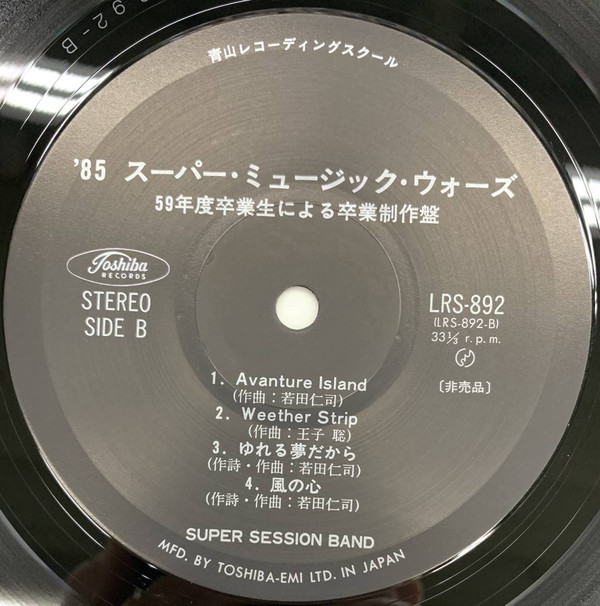 92-B
青山レコーディングスクール
'85 スーパー・ミュージック・ウォーズ
59年度卒業生による卒業制作盤
Toshiba
RECORDS
STEREO
SIDE B
LRS-892
(LRS-892-B)
33⅓ r.p.m.
〔非売品〕
1. Avanture Island
(作曲：若田仁司)
2. Weether Strip
(作曲：王子 聡)
3. ゆれる夢だから
(作詩・作曲：若田仁司)
4. 風の心
(作詩・作曲：若田仁司)
SUPER SESSION BAND
MFD. BY TOSHIBA-EMI LTD. IN JAPAN